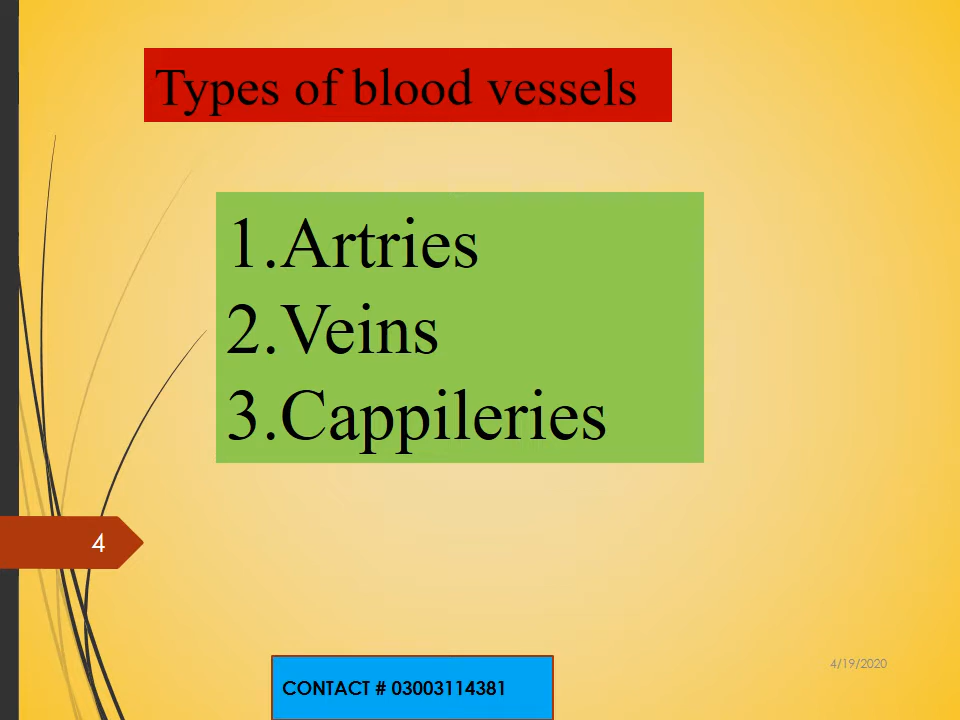 Types of blood vessels
1.Artries
2.Veins
3.Cappileries
4
4/19/2020
CONTACT # 03003114381